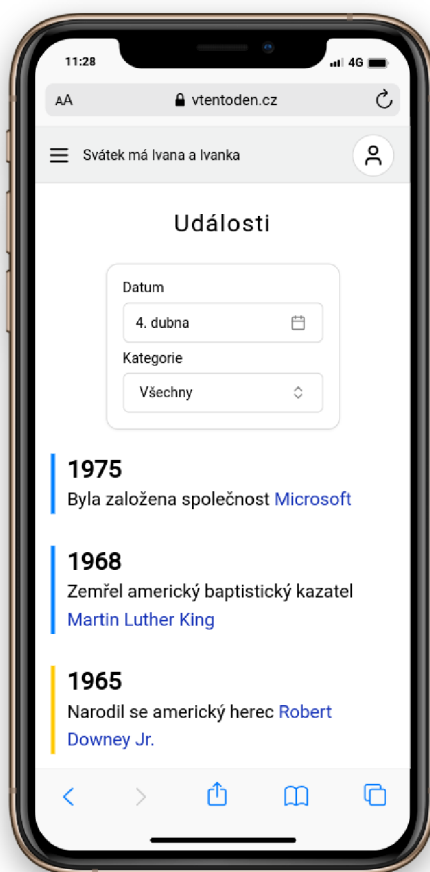 11:28
4G
AA
vtentoden.cz
Svátek má Ivana a Ivanka
Události
Datum
4. dubna
Kategorie
Všechny
1975
Byla založena společnost Microsoft
1968
Zemřel americký baptistický kazatel
Martin Luther King
1965
Narodil se americký herec Robert
Downey Jr.